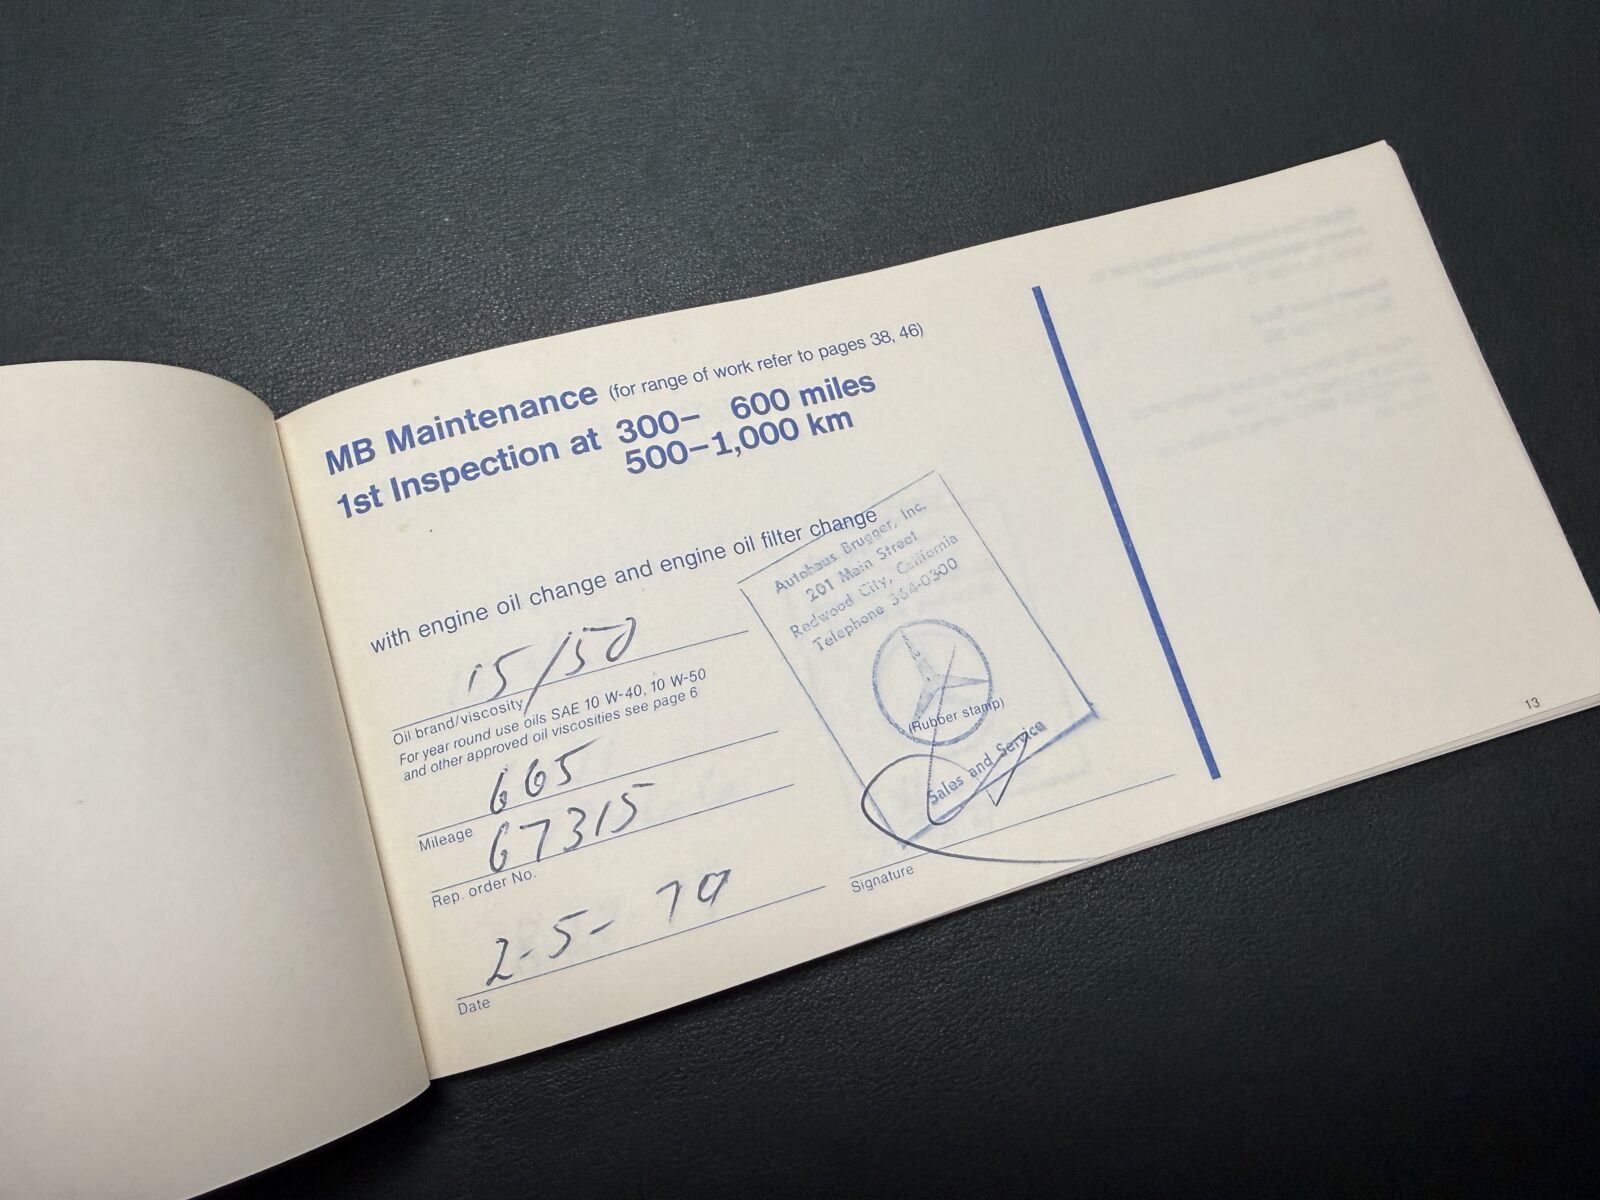 MB Maintenance (for range of work refer to pages 38, 46)
1st Inspection at 300– 600 miles
500–1,000 km
with engine oil change and engine oil filter change
15/50
Oil brand/viscosity
For year round use oils SAE 10 W-40, 10 W-50
and other approved oil viscosities see page 6
665
Mileage
67315
Rep. order No.
2-5-79
Date
Autohaus Brugger, Inc.
201 Main Street
Redwood City, California
Telephone 364-0300
(Rubber stamp)
Sales and Service
Signature
13